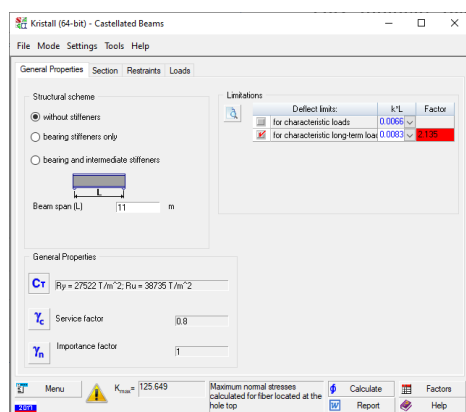 Kristall (64-bit) - Castellated Beams
File Mode Settings Tools Help
General Properties Section Restraints Loads
Structural scheme
without stiffeners
bearing stiffeners only
bearing and intermediate stiffeners
L
Beam span (L) 11 m
Limitations
Deflect limits: k*L Factor
for characteristic loads 0.0066
for characteristic long-term loa 0.0083 2.135
General Properties
Ст Ry = 27522 T/m^2; Ru = 38735 T/m^2
γc Service factor 0.8
γn Importance factor 1
Menu
Kmax= 125.649
Maximum normal stresses
calculated for fiber located at the
hole top
Calculate Factors
Report Help